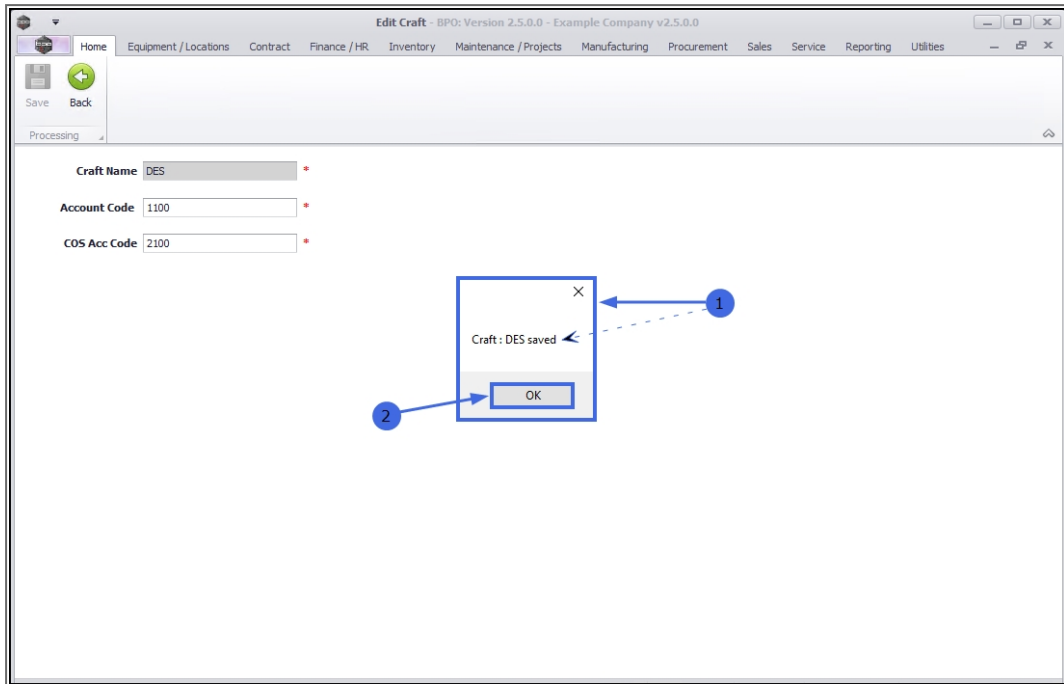 Edit Craft - BPO: Version 2.5.0.0 - Example Company v2.5.0.0
Home Equipment / Locations Contract Finance / HR Inventory Maintenance / Projects Manufacturing Procurement Sales Service Reporting Utilities
Save Back
Processing
Craft Name DES *
Account Code 1100 *
COS Acc Code 2100 *
1
Craft : DES saved
OK
2